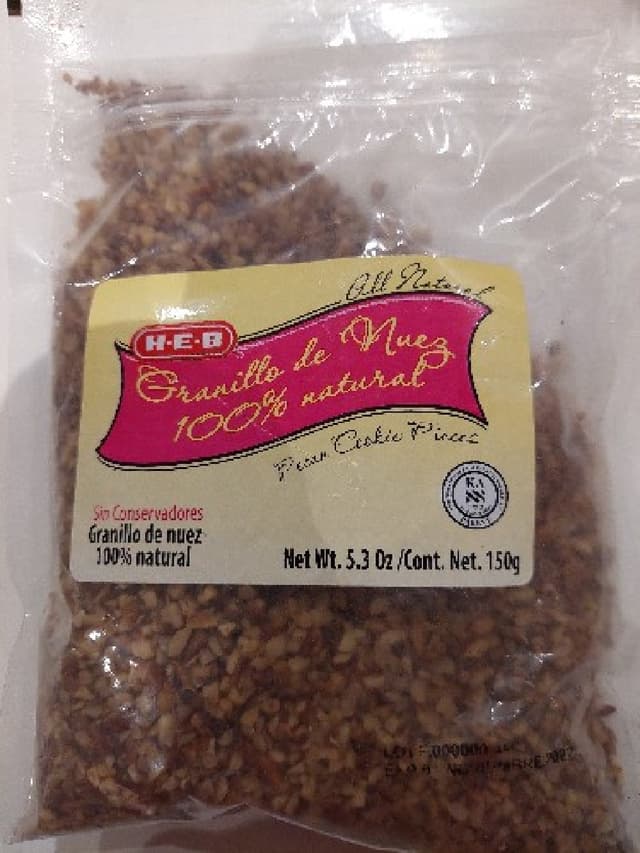 All Natural
H-E-B
Granillo de Nuez
100% natural
Pecan Cookie Pieces
KA
Sin Conservadores
Granillo de nuez
100% natural
Net Wt. 5.3 Oz /Cont. Net. 150g